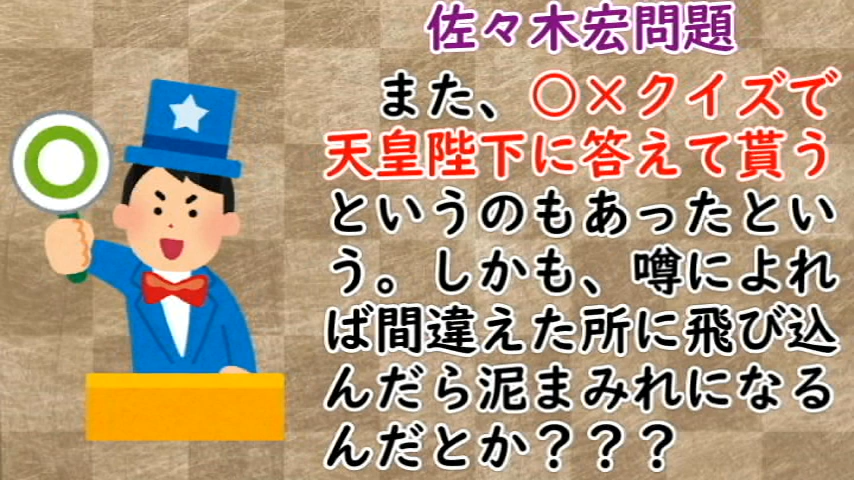 佐々木宏問題
また、○×クイズで
天皇陛下に答えて貰う
というのもあったとい
う。しかも、噂によれ
ば間違えた所に飛び込
んだら泥まみれになる
んだとか？？？